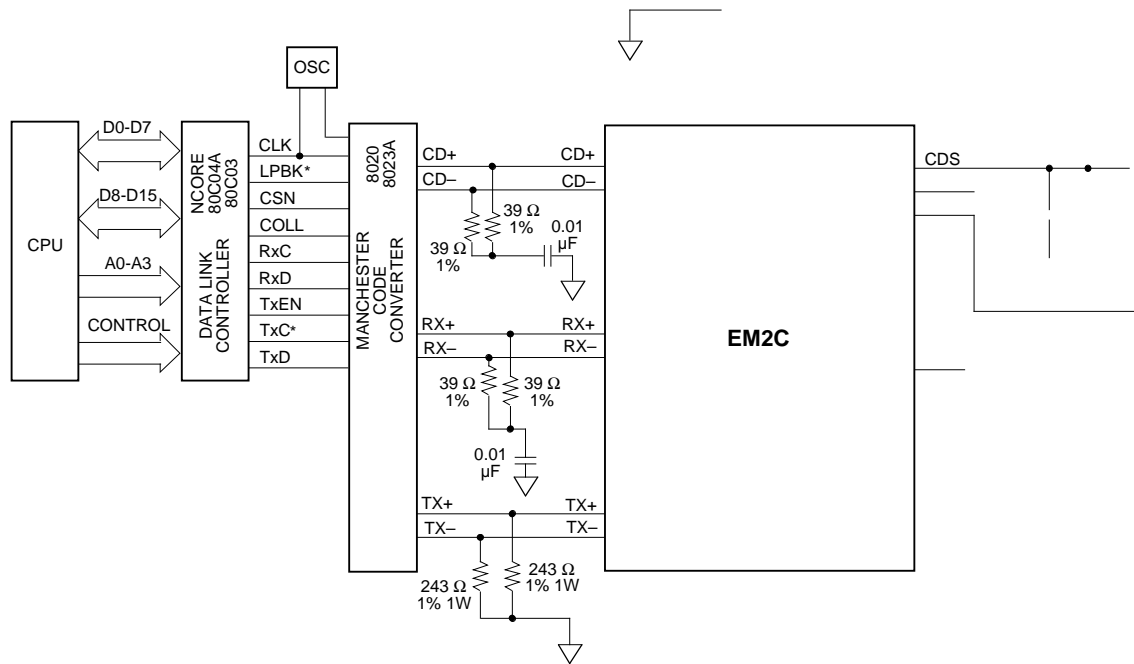 OSC
CPU
D0-D7
D8-D15
A0-A3
CONTROL
NCORE
80C04A
80C03
DATA LINK
CONTROLLER
CLK
LPBK*
CSN
COLL
RxC
RxD
TxEN
TxC*
TxD
8020
8023A
MANCHESTER
CODE
CONVERTER
CD+
CD–
CD+
CD–
39 Ω
1%
39 Ω
1%
0.01
µF
RX+
RX–
RX+
RX–
39 Ω
1%
39 Ω
1%
0.01
µF
TX+
TX–
TX+
TX–
243 Ω
1% 1W
243 Ω
1% 1W
EM2C
CDS